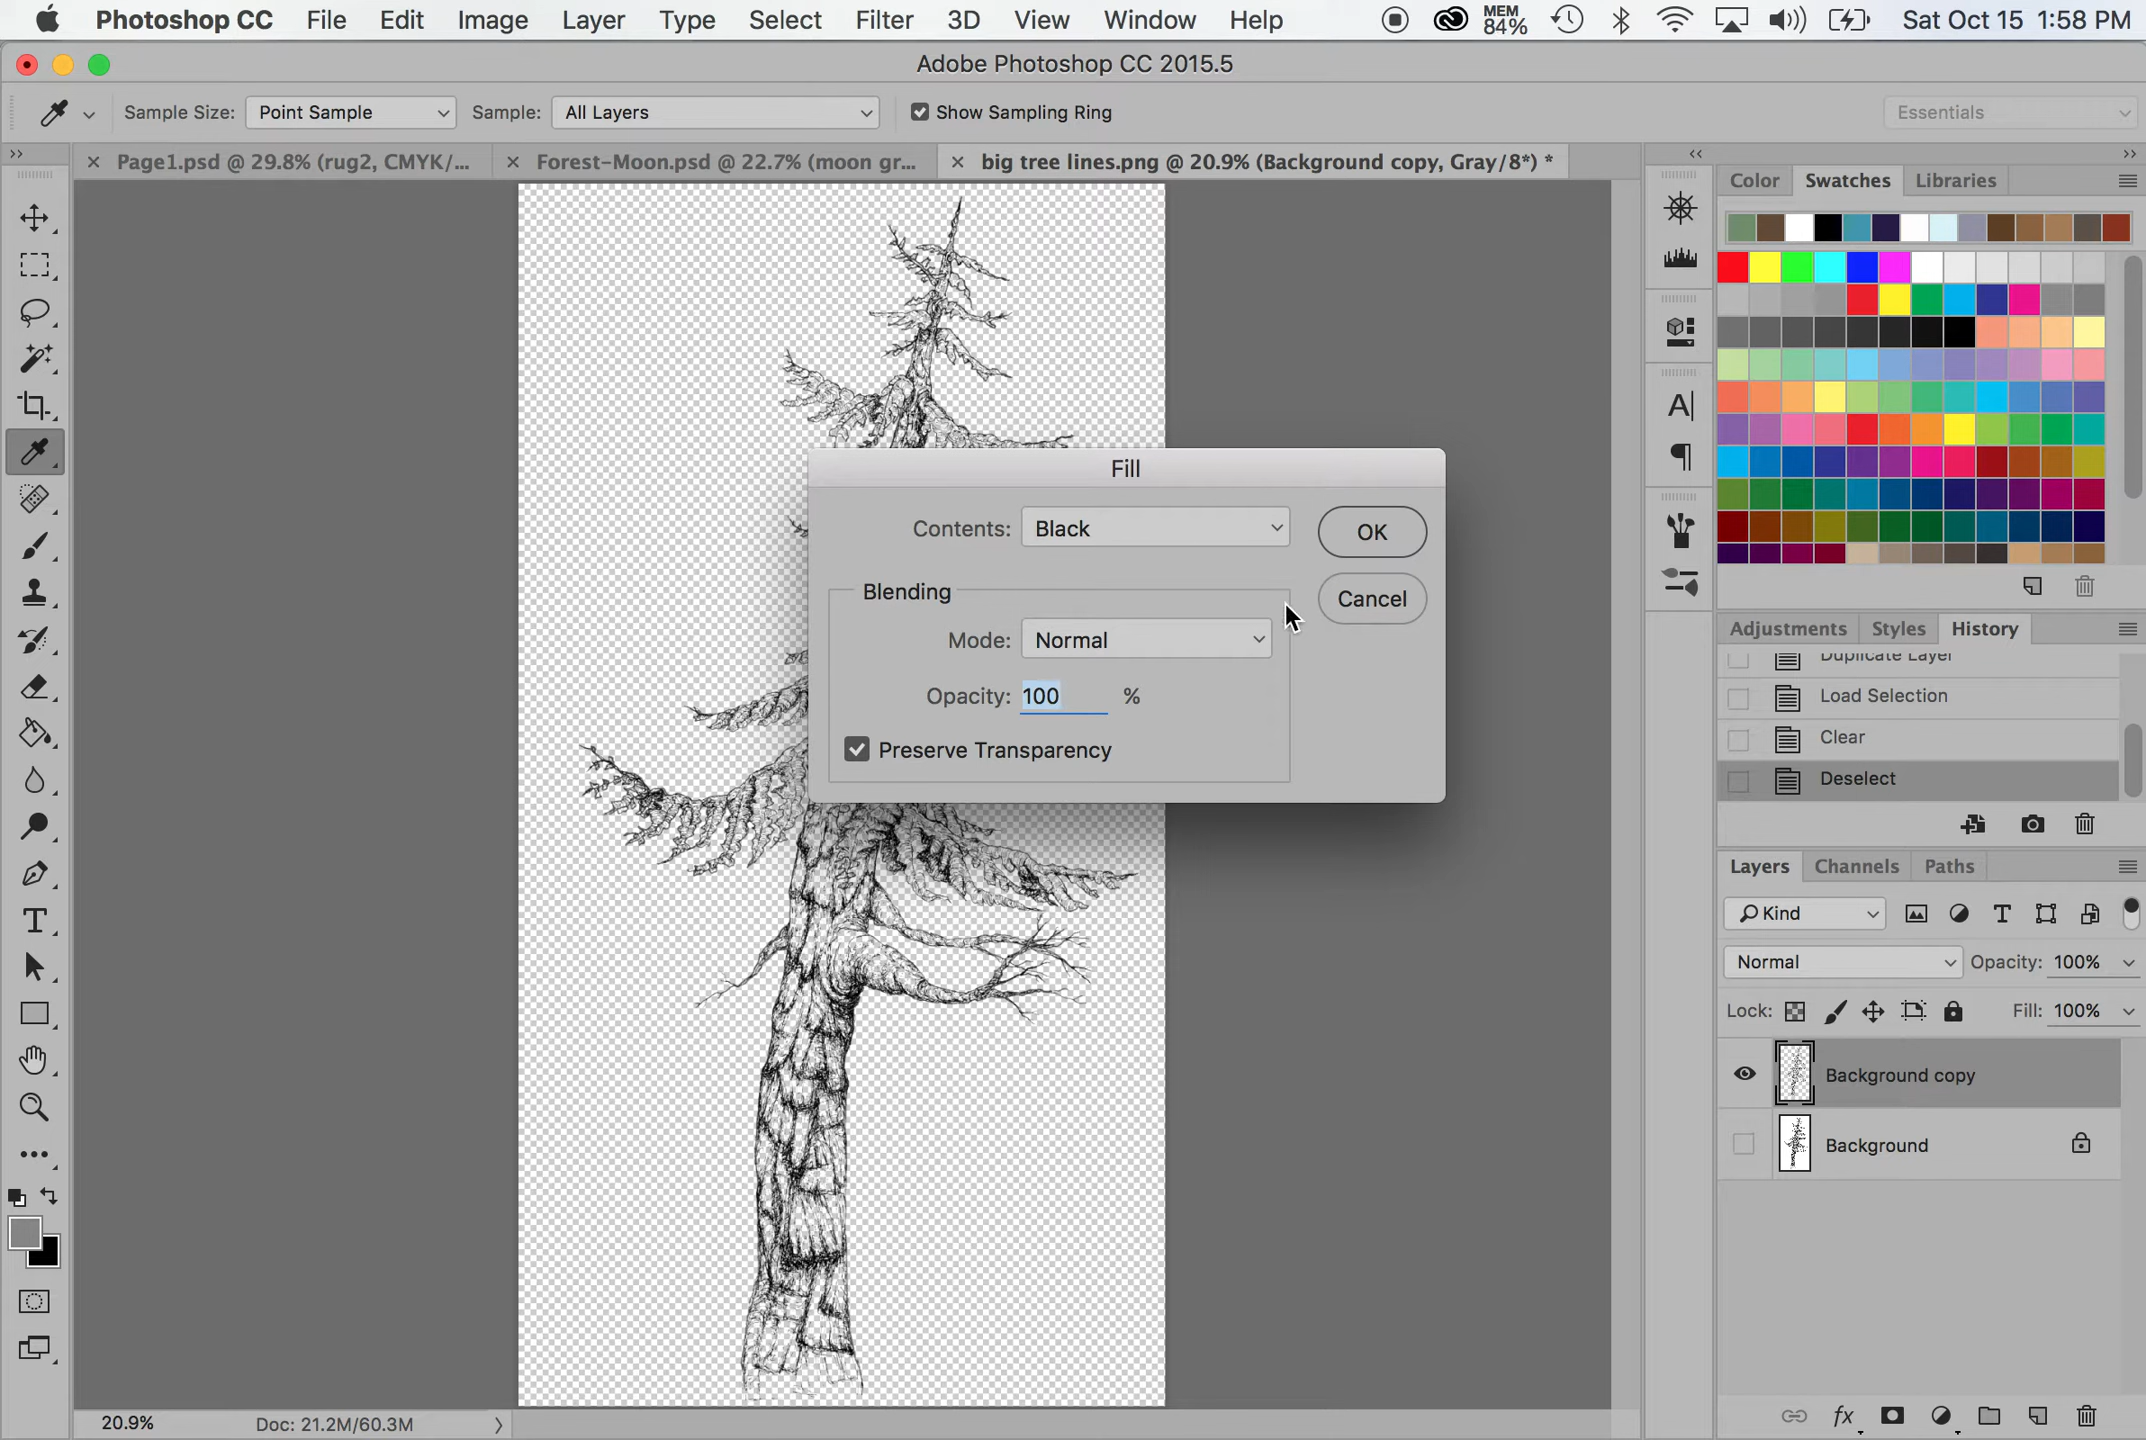 Photoshop CC File Edit Image Layer Type Select Filter 3D View Window Help MEM 84% Sat Oct 15 1:58 PM
Adobe Photoshop CC 2015.5
Sample Size: Point Sample Sample: All Layers Show Sampling Ring Essentials
Page1.psd @ 29.8% (rug2, CMYK/... Forest-Moon.psd @ 22.7% (moon gr... big tree lines.png @ 20.9% (Background copy, Gray/8*) *
Color Swatches Libraries
Fill
Contents: Black OK
Blending Cancel
Mode: Normal
Opacity: 100 %
Preserve Transparency
Adjustments Styles History
Duplicate Layer
Load Selection
Clear
Deselect
Layers Channels Paths
Kind
Normal Opacity: 100%
Lock: Fill: 100%
Background copy
Background
fx
20.9% Doc: 21.2M/60.3M